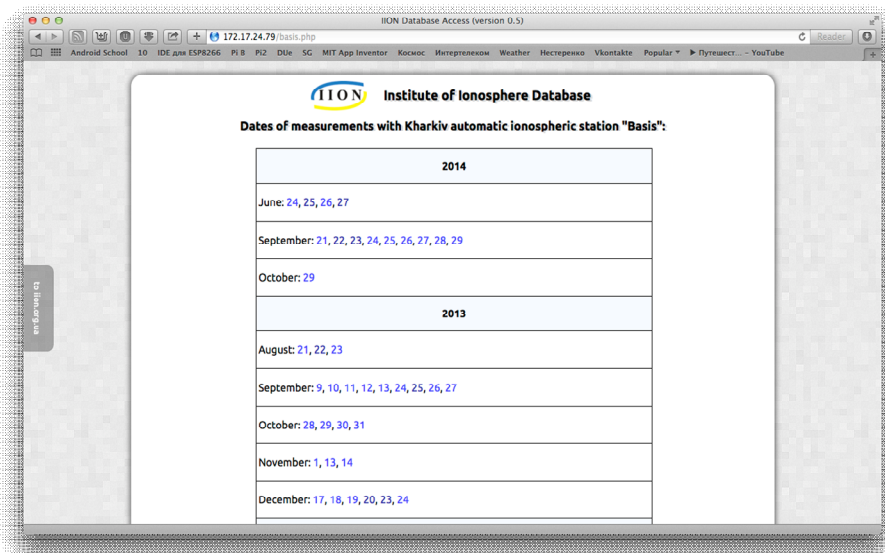 IION Database Access (version 0.5)
172.17.24.79/basis.php
Reader
Android School 10 IDE для ESP8266 Pi B Pi2 DUe SG MIT App Inventor Космос Интертелеком Weather Нестеренко Vkontakte Popular Путешест... - YouTube
IION Institute of Ionosphere Database
Dates of measurements with Kharkiv automatic ionospheric station "Basis":
2014
June: 24, 25, 26, 27
September: 21, 22, 23, 24, 25, 26, 27, 28, 29
October: 29
2013
August: 21, 22, 23
September: 9, 10, 11, 12, 13, 24, 25, 26, 27
October: 28, 29, 30, 31
November: 1, 13, 14
December: 17, 18, 19, 20, 23, 24
to iion.org.ua